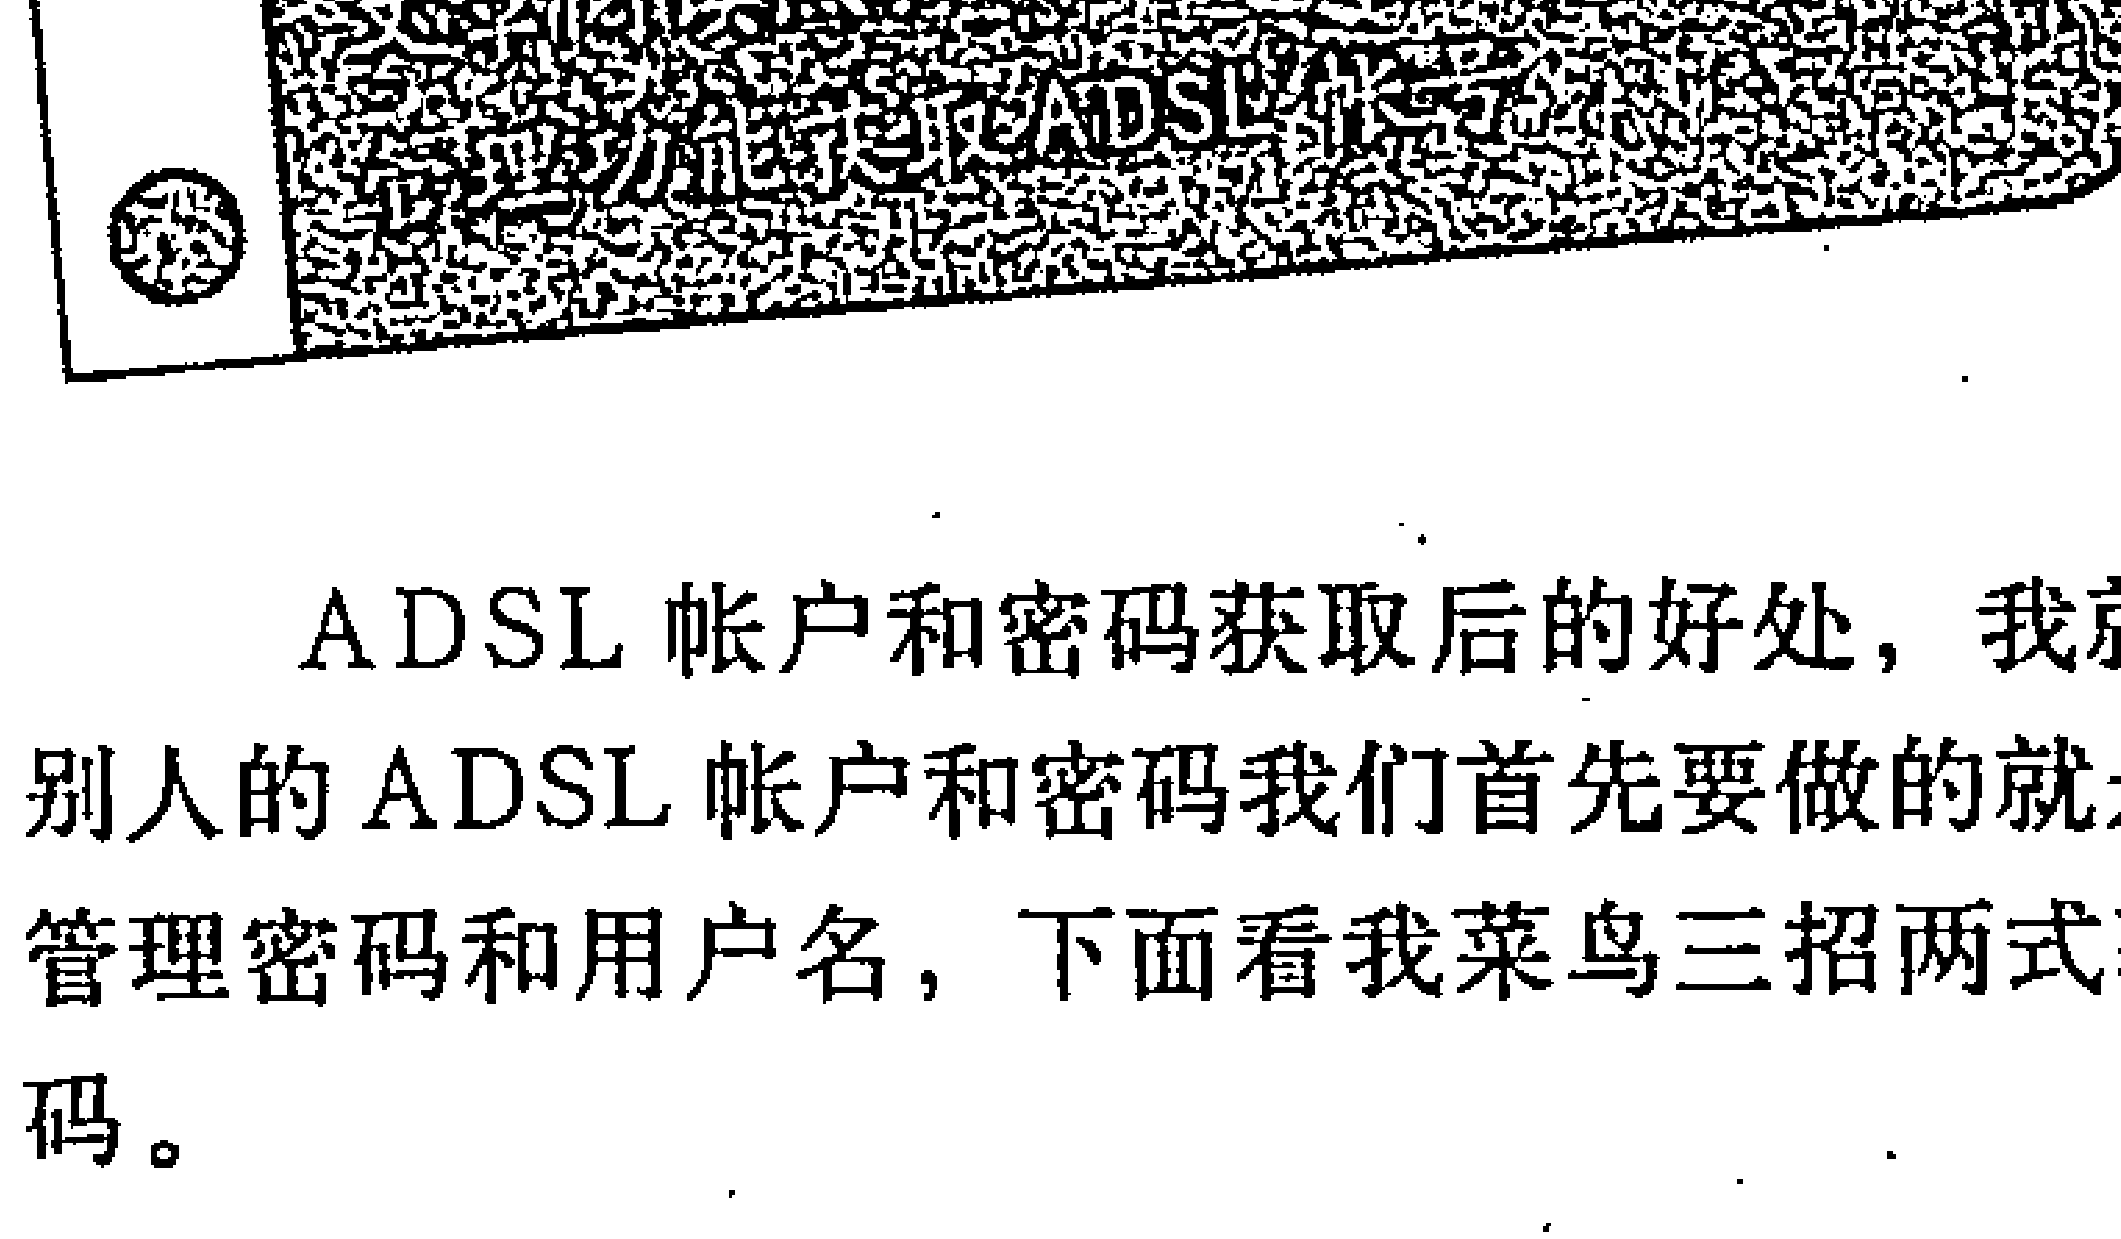 ADSL
ADSL 帐户和密码获取后的好处，我就
别人的 ADSL 帐户和密码我们首先要做的就
管理密码和用户名，下面看我菜鸟三招两式
码。